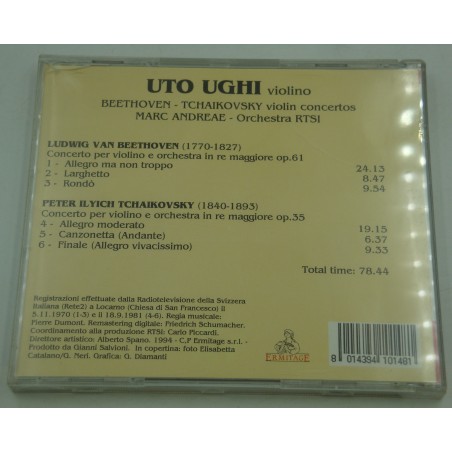 UTO UGHI violino
BEETHOVEN - TCHAIKOVSKY violin concertos
MARC ANDREAE - Orchestra RTSI
LUDWIG VAN BEETHOVEN (1770-1827)
Concerto per violino e orchestra in re maggiore op.61
1 - Allegro ma non troppo 24.13
2 - Larghetto 8.47
3 - Rondò 9.54
PETER ILYICH TCHAIKOVSKY (1840-1893)
Concerto per violino e orchestra in re maggiore op.35
4 - Allegro moderato 19.15
5 - Canzonetta (Andante) 6.37
6 - Finale (Allegro vivacissimo) 9.33
Total time: 78.44
Registrazioni effettuate dalla Radiotelevisione della Svizzera
Italiana (Rete2) a Locarno (Chiesa di San Francesco) il
5.11.1970 (1-3) e il 18.9.1981 (4-6). Regia musicale:
Pierre Dumont. Remastering digitale: Friedrich Schumacher.
Coordinamento alla produzione RTSI: Carlo Piccardi.
Direttore artistico: Alberto Spano. 1994 - C.F Ermitage s.r.l. -
Prodotto da Gianni Salvioni. In copertina: foto Elisabetta
Catalano/G. Neri. Grafica: G. Diamanti
ERMITAGE
8 014394 101481